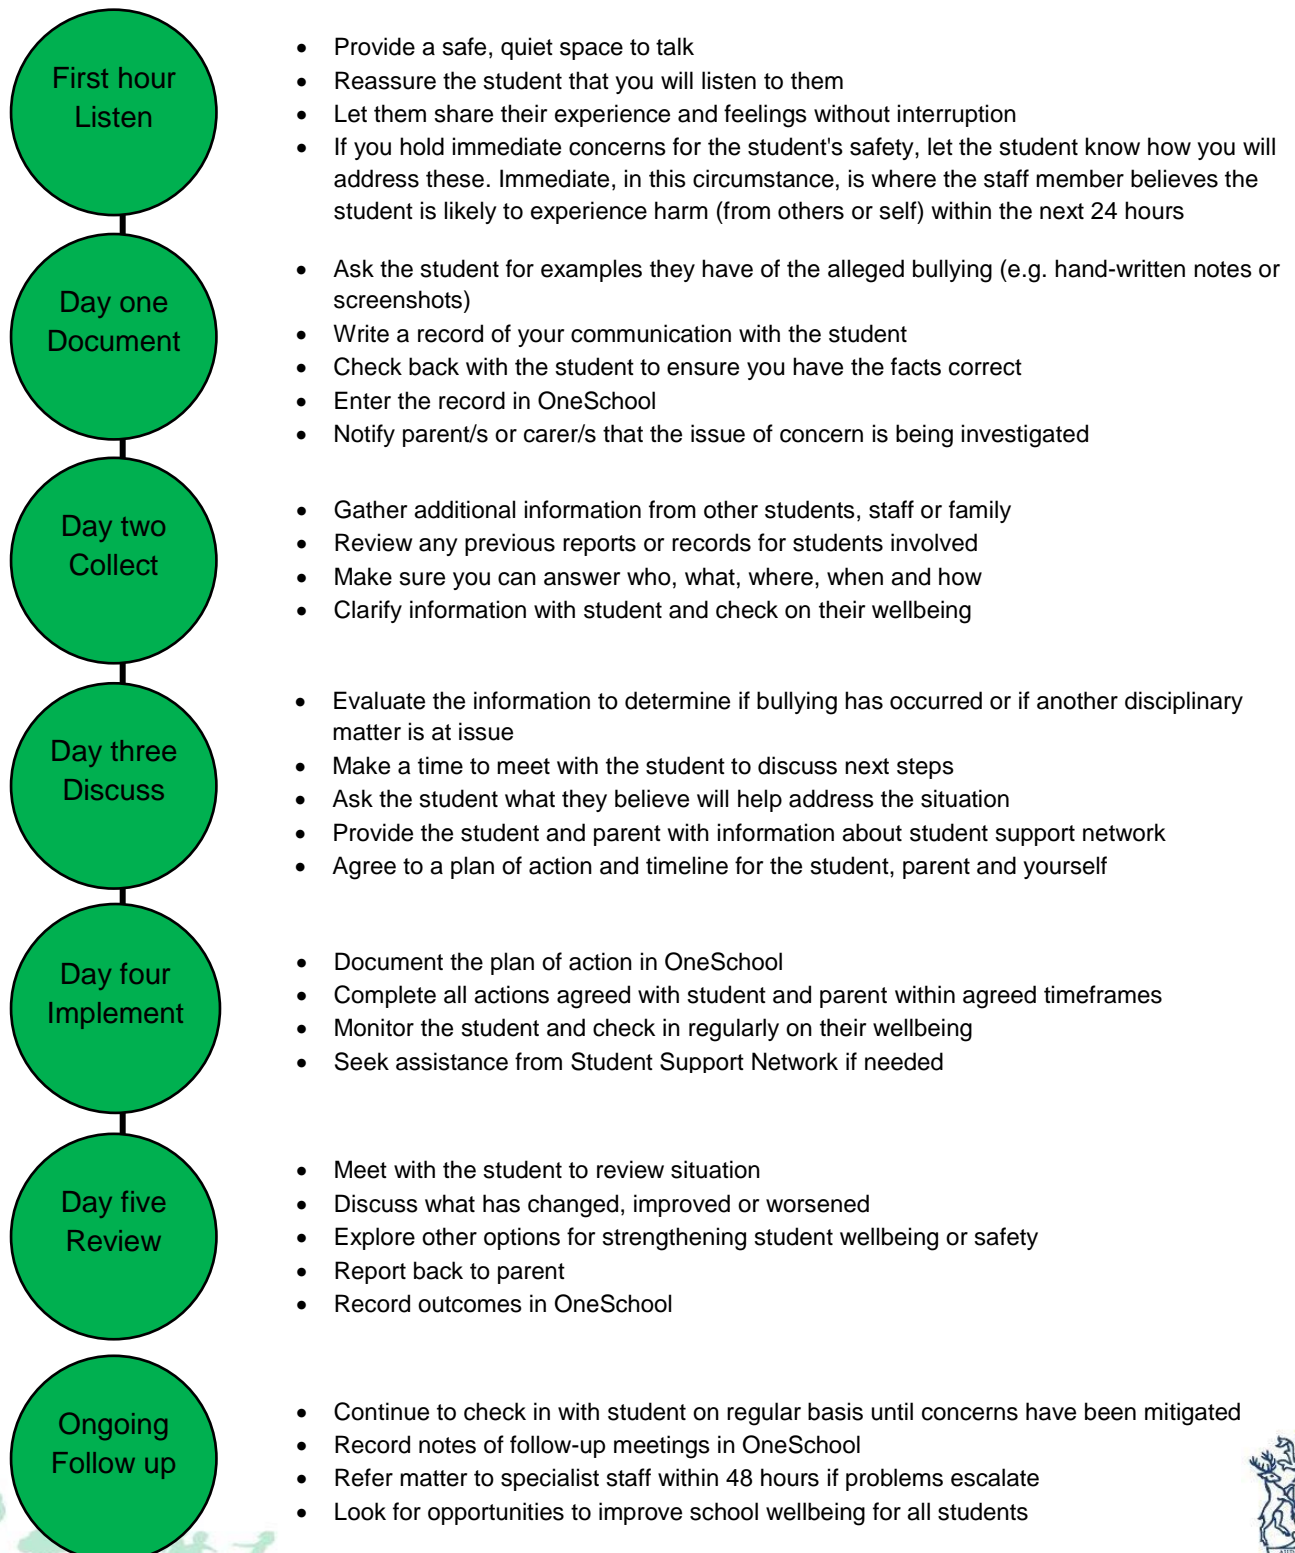 First hour
Listen
• Provide a safe, quiet space to talk
• Reassure the student that you will listen to them
• Let them share their experience and feelings without interruption
• If you hold immediate concerns for the student's safety, let the student know how you will
address these. Immediate, in this circumstance, is where the staff member believes the
student is likely to experience harm (from others or self) within the next 24 hours
Day one
Document
• Ask the student for examples they have of the alleged bullying (e.g. hand-written notes or
screenshots)
• Write a record of your communication with the student
• Check back with the student to ensure you have the facts correct
• Enter the record in OneSchool
• Notify parent/s or carer/s that the issue of concern is being investigated
Day two
Collect
• Gather additional information from other students, staff or family
• Review any previous reports or records for students involved
• Make sure you can answer who, what, where, when and how
• Clarify information with student and check on their wellbeing
Day three
Discuss
• Evaluate the information to determine if bullying has occurred or if another disciplinary
matter is at issue
• Make a time to meet with the student to discuss next steps
• Ask the student what they believe will help address the situation
• Provide the student and parent with information about student support network
• Agree to a plan of action and timeline for the student, parent and yourself
Day four
Implement
• Document the plan of action in OneSchool
• Complete all actions agreed with student and parent within agreed timeframes
• Monitor the student and check in regularly on their wellbeing
• Seek assistance from Student Support Network if needed
Day five
Review
• Meet with the student to review situation
• Discuss what has changed, improved or worsened
• Explore other options for strengthening student wellbeing or safety
• Report back to parent
• Record outcomes in OneSchool
Ongoing
Follow up
• Continue to check in with student on regular basis until concerns have been mitigated
• Record notes of follow-up meetings in OneSchool
• Refer matter to specialist staff within 48 hours if problems escalate
• Look for opportunities to improve school wellbeing for all students